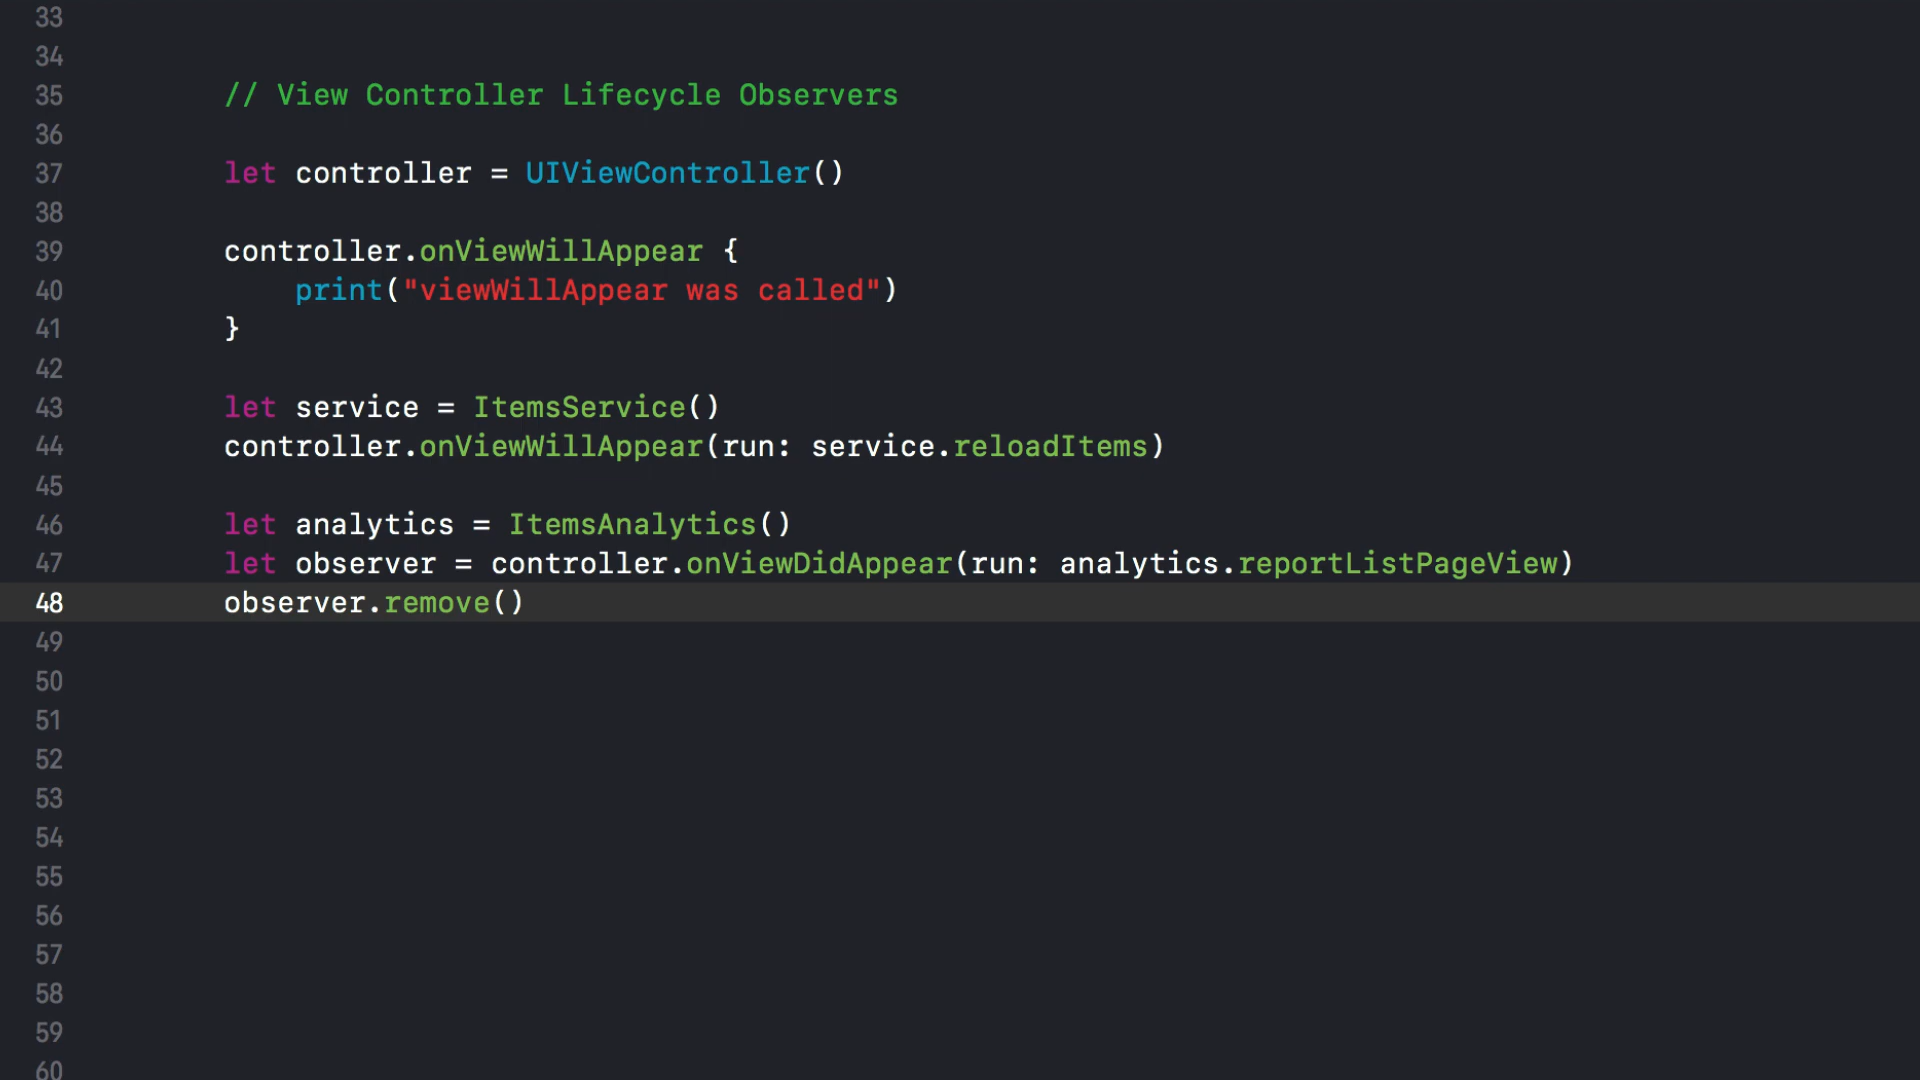 33
34
35 // View Controller Lifecycle Observers
36
37 let controller = UIViewController()
38
39 controller.onViewWillAppear {
40     print("viewWillAppear was called")
41 }
42
43 let service = ItemsService()
44 controller.onViewWillAppear(run: service.reloadItems)
45
46 let analytics = ItemsAnalytics()
47 let observer = controller.onViewDidAppear(run: analytics.reportListPageView)
48 observer.remove()
49
50
51
52
53
54
55
56
57
58
59
60